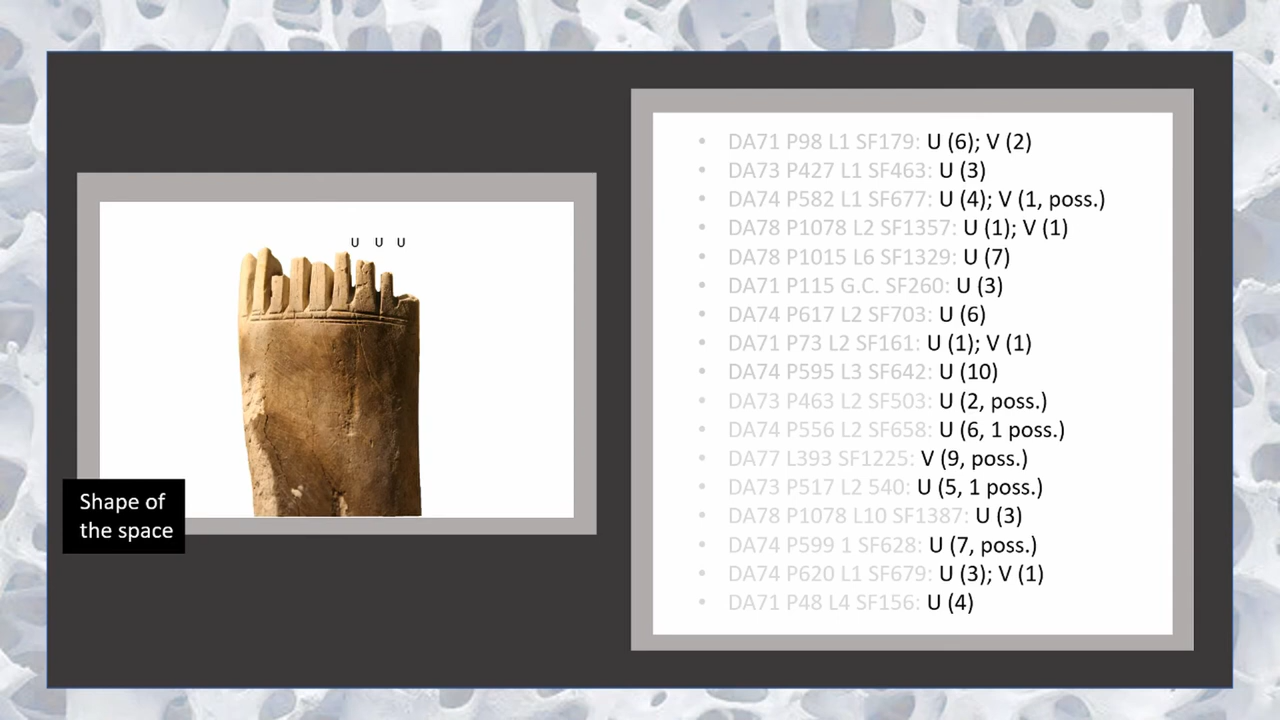 U U U
Shape of
the space
• DA71 P98 L1 SF179: U (6); V (2)
• DA73 P427 L1 SF463: U (3)
• DA74 P582 L1 SF677: U (4); V (1, poss.)
• DA78 P1078 L2 SF1357: U (1); V (1)
• DA78 P1015 L6 SF1329: U (7)
• DA71 P115 G.C. SF260: U (3)
• DA74 P617 L2 SF703: U (6)
• DA71 P73 L2 SF161: U (1); V (1)
• DA74 P595 L3 SF642: U (10)
• DA73 P463 L2 SF503: U (2, poss.)
• DA74 P556 L2 SF658: U (6, 1 poss.)
• DA77 L393 SF1225: V (9, poss.)
• DA73 P517 L2 540: U (5, 1 poss.)
• DA78 P1078 L10 SF1387: U (3)
• DA74 P599 1 SF628: U (7, poss.)
• DA74 P620 L1 SF679: U (3); V (1)
• DA71 P48 L4 SF156: U (4)